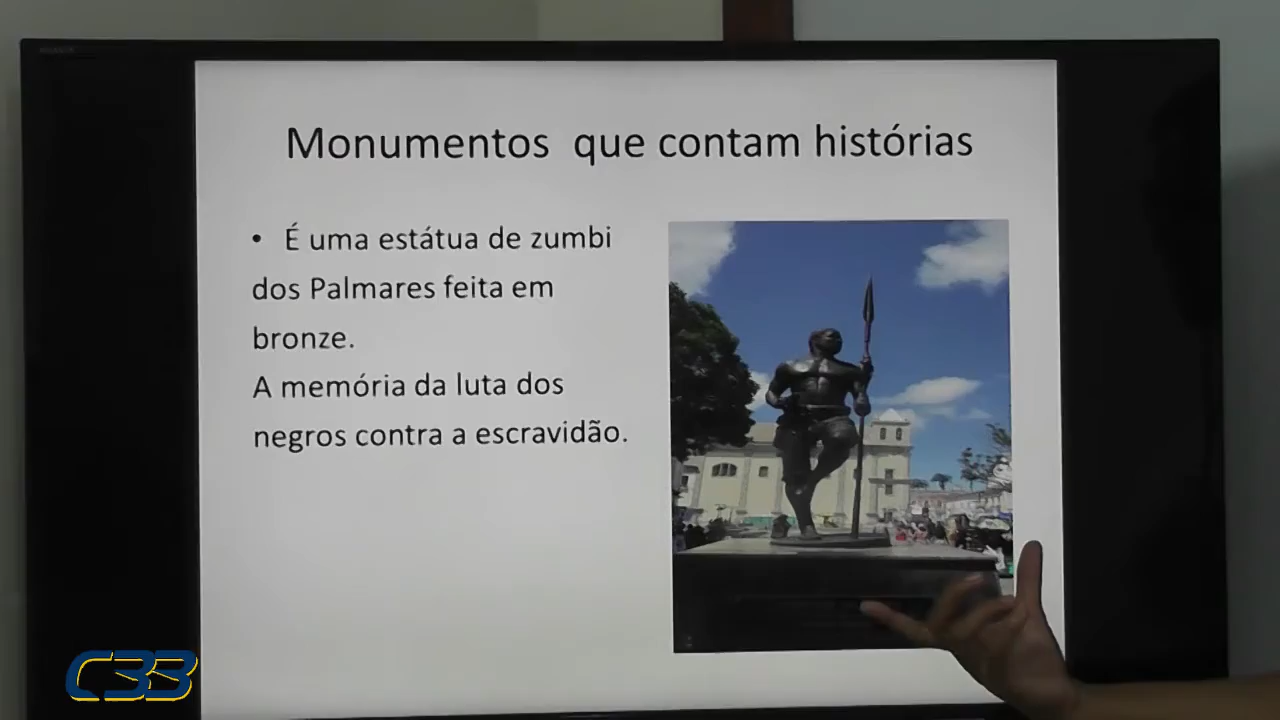 Monumentos que contam histórias
• É uma estátua de zumbi
dos Palmares feita em
bronze.
A memória da luta dos
negros contra a escravidão.
C33